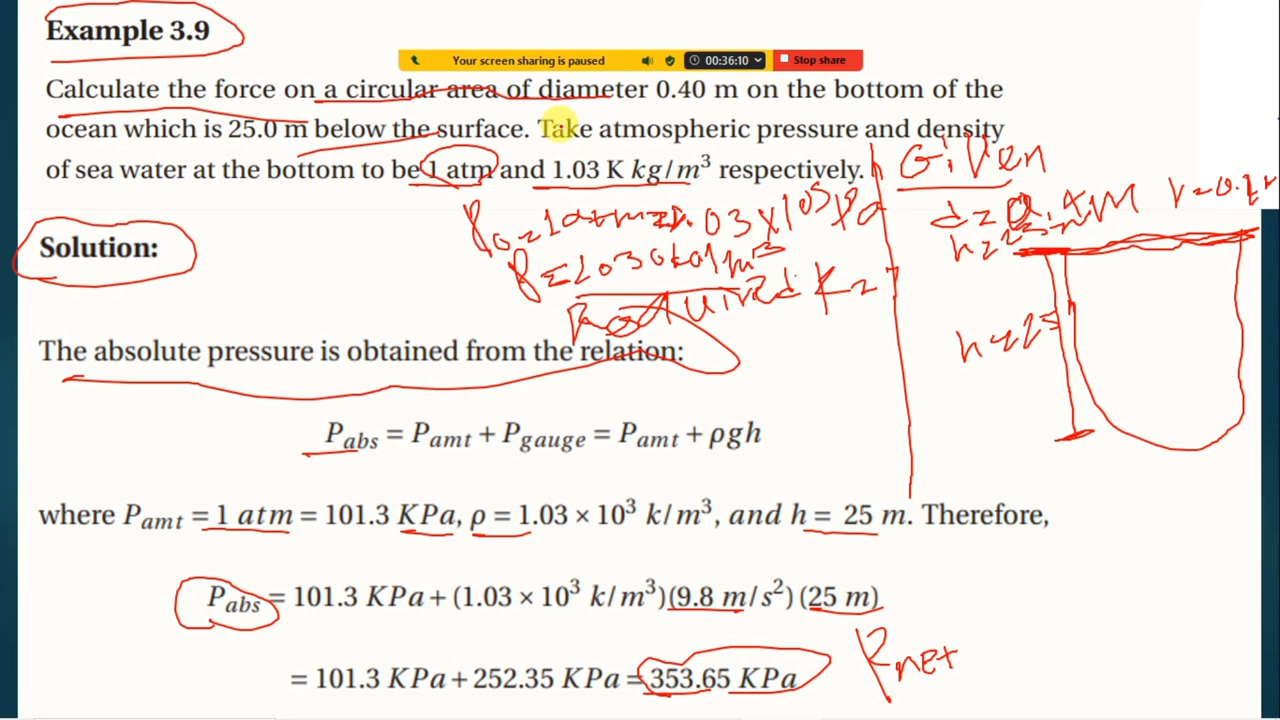 Example 3.9
Your screen sharing is paused 00:36:10 Stop share
Calculate the force on a circular area of diameter 0.40 m on the bottom of the
ocean which is 25.0 m below the surface. Take atmospheric pressure and density
of sea water at the bottom to be 1 atm and 1.03 K kg/m³ respectively.
Given
Solution:
Required
h=25
The absolute pressure is obtained from the relation:
P_abs = P_amt + P_gauge = P_amt + ρgh
where P_amt = 1 atm = 101.3 KPa, ρ = 1.03 × 10³ k/m³, and h = 25 m. Therefore,
P_abs = 101.3 KPa + (1.03 × 10³ k/m³)(9.8 m/s²)(25 m)
= 101.3 KPa + 252.35 KPa = 353.65 KPa
P_net